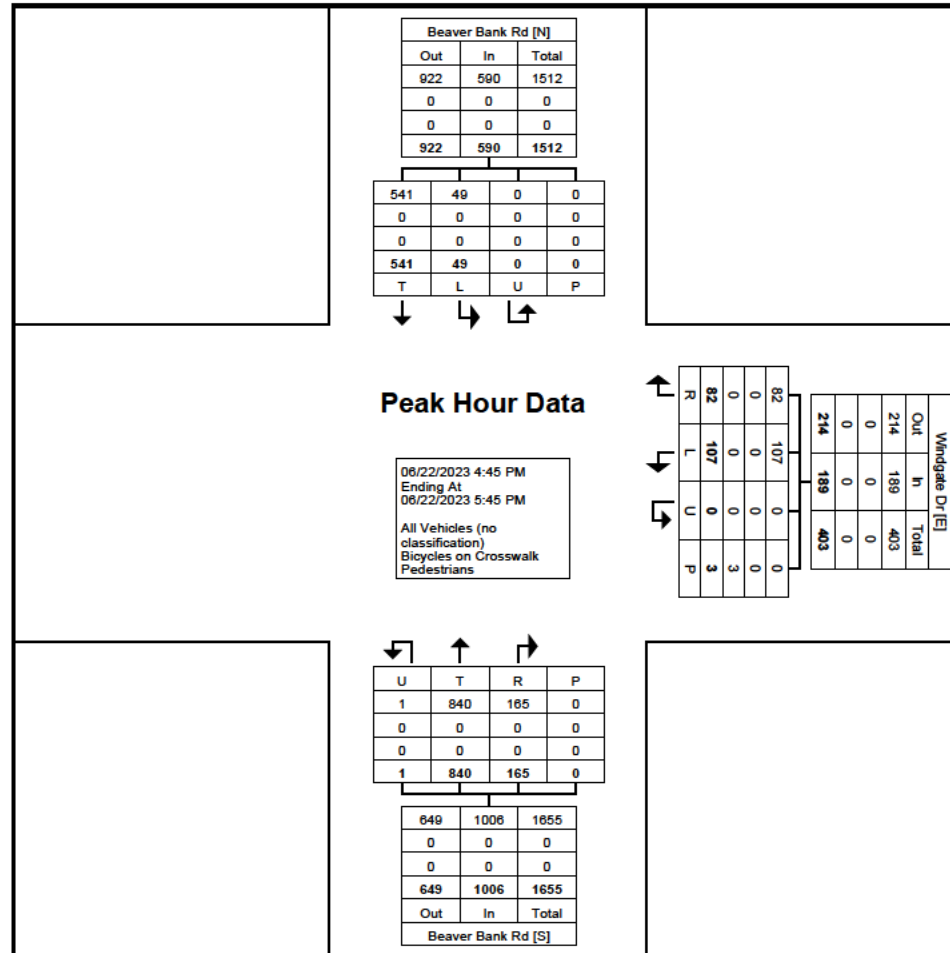 Beaver Bank Rd [N]
Out In Total
922 590 1512
0 0 0
0 0 0
922 590 1512
541 49 0 0
0 0 0 0
0 0 0 0
541 49 0 0
T L U P
Peak Hour Data
06/22/2023 4:45 PM
Ending At
06/22/2023 5:45 PM
All Vehicles (no
classification)
Bicycles on Crosswalk
Pedestrians
Windgate Dr [E]
Out In Total
214 189 403
0 0 0
0 0 0
214 189 403
82 107 0 0
0 0 0 0
0 0 0 3
82 107 0 3
R L U P
U T R P
1 840 165 0
0 0 0 0
0 0 0 0
1 840 165 0
649 1006 1655
0 0 0
0 0 0
649 1006 1655
Out In Total
Beaver Bank Rd [S]